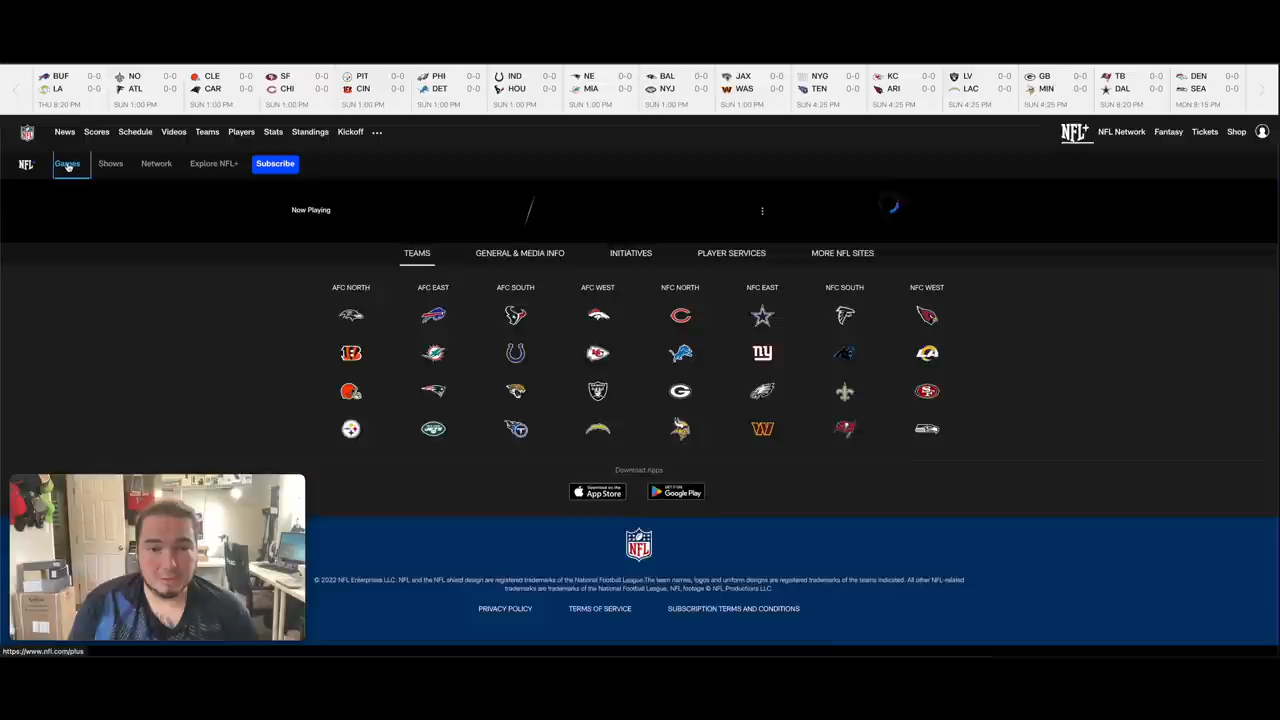 BUF 0-0 NO 0-0 CLE 0-0 SF 0-0 PIT 0-0 PHI 0-0 IND 0-0 NE 0-0 BAL 0-0 JAX 0-0 NYG 0-0 KC 0-0 LV 0-0 GB 0-0 TB 0-0 DEN 0-0
LA 0-0 ATL 0-0 CAR 0-0 CHI 0-0 CIN 0-0 DET 0-0 HOU 0-0 MIA 0-0 NYJ 0-0 WAS 0-0 TEN 0-0 ARI 0-0 LAC 0-0 MIN 0-0 DAL 0-0 SEA 0-0
THU 8:20 PM SUN 1:00 PM SUN 1:00 PM SUN 1:00 PM SUN 1:00 PM SUN 1:00 PM SUN 1:00 PM SUN 1:00 PM SUN 1:00 PM SUN 1:00 PM SUN 4:25 PM SUN 4:25 PM SUN 4:25 PM SUN 4:25 PM SUN 8:20 PM MON 8:15 PM
News Scores Schedule Videos Teams Players Stats Standings Kickoff ••• NFL+ NFL Network Fantasy Tickets Shop
NFL+ Games Shows Network Explore NFL+ Subscribe
Now Playing
TEAMS GENERAL & MEDIA INFO INITIATIVES PLAYER SERVICES MORE NFL SITES
AFC NORTH AFC EAST AFC SOUTH AFC WEST NFC NORTH NFC EAST NFC SOUTH NFC WEST
ny
Download Apps
Download on the App Store GET IT ON Google Play
NFL
© 2022 NFL Enterprises LLC. NFL and the NFL shield design are registered trademarks of the National Football League.The team names, logos and uniform designs are registered trademarks of the teams indicated. All other NFL-related
trademarks are trademarks of the National Football League. NFL footage © NFL Productions LLC
PRIVACY POLICY TERMS OF SERVICE SUBSCRIPTION TERMS AND CONDITIONS
https://www.nfl.com/plus